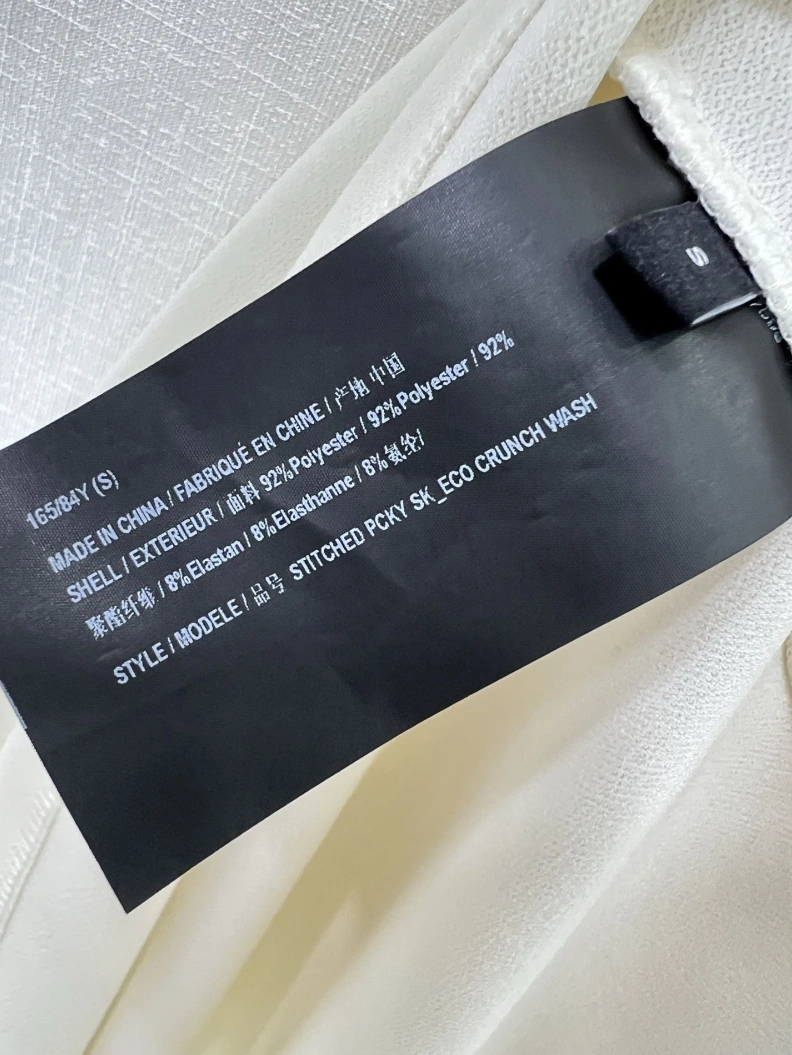 S
165/84Y (S)
MADE IN CHINA / FABRIQUÉ EN CHINE / 产地 中国
SHELL / EXTERIEUR / 面料 92%Polyester / 92%Polyester / 92%
聚酯纤维 / 8%Elastan / 8%Elasthanne / 8%氨纶/
STYLE / MODELE / 品号 STITCHED PCKY SK_ECO CRUNCH WASH